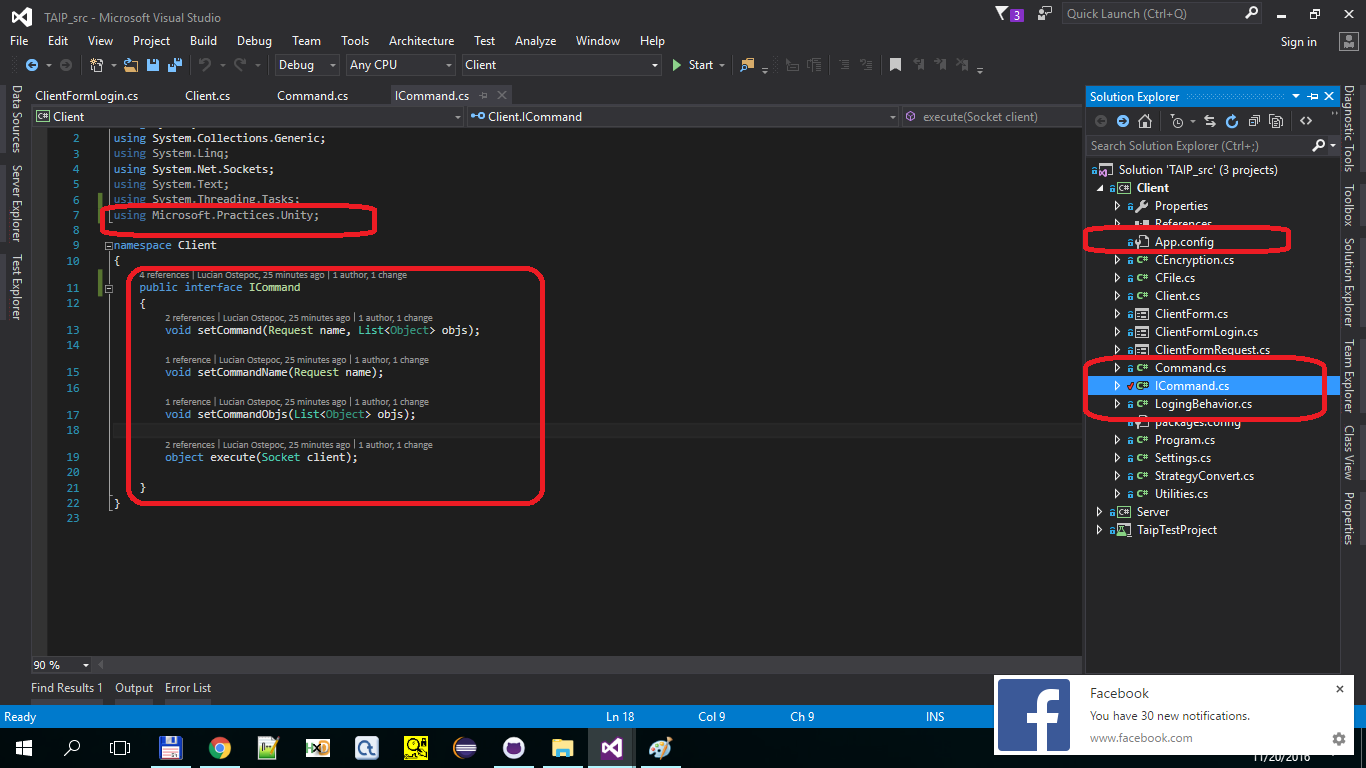 TAIP_src - Microsoft Visual Studio
3
Quick Launch (Ctrl+Q)
File Edit View Project Build Debug Team Tools Architecture Test Analyze Window Help
Sign in
Debug Any CPU Client Start
Data Sources
Server Explorer
Test Explorer
ClientFormLogin.cs Client.cs Command.cs ICommand.cs
Client Client.ICommand execute(Socket client)
2 using System.Collections.Generic;
3 using System.Linq;
4 using System.Net.Sockets;
5 using System.Text;
6 using System.Threading.Tasks;
7 using Microsoft.Practices.Unity;
8
9 namespace Client
10 {
4 references | Lucian Ostepoc, 25 minutes ago | 1 author, 1 change
11 public interface ICommand
12 {
2 references | Lucian Ostepoc, 25 minutes ago | 1 author, 1 change
13 void setCommand(Request name, List<Object> objs);
14
1 reference | Lucian Ostepoc, 25 minutes ago | 1 author, 1 change
15 void setCommandName(Request name);
16
1 reference | Lucian Ostepoc, 25 minutes ago | 1 author, 1 change
17 void setCommandObjs(List<Object> objs);
18
2 references | Lucian Ostepoc, 25 minutes ago | 1 author, 1 change
19 object execute(Socket client);
20
21 }
22 }
23
90 %
Find Results 1 Output Error List
Ready Ln 18 Col 9 Ch 9 INS
Solution Explorer
Search Solution Explorer (Ctrl+;)
Solution 'TAIP_src' (3 projects)
C# Client
Properties
References
App.config
C# CEncryption.cs
C# CFile.cs
C# Client.cs
ClientForm.cs
ClientFormLogin.cs
ClientFormRequest.cs
C# Command.cs
C# ICommand.cs
C# LogingBehavior.cs
packages.config
C# Program.cs
C# Settings.cs
C# StrategyConvert.cs
C# Utilities.cs
C# Server
TaipTestProject
Diagnostic Tools
Toolbox
Solution Explorer
Team Explorer
Class View
Properties
Facebook
You have 30 new notifications.
www.facebook.com
11/20/2016